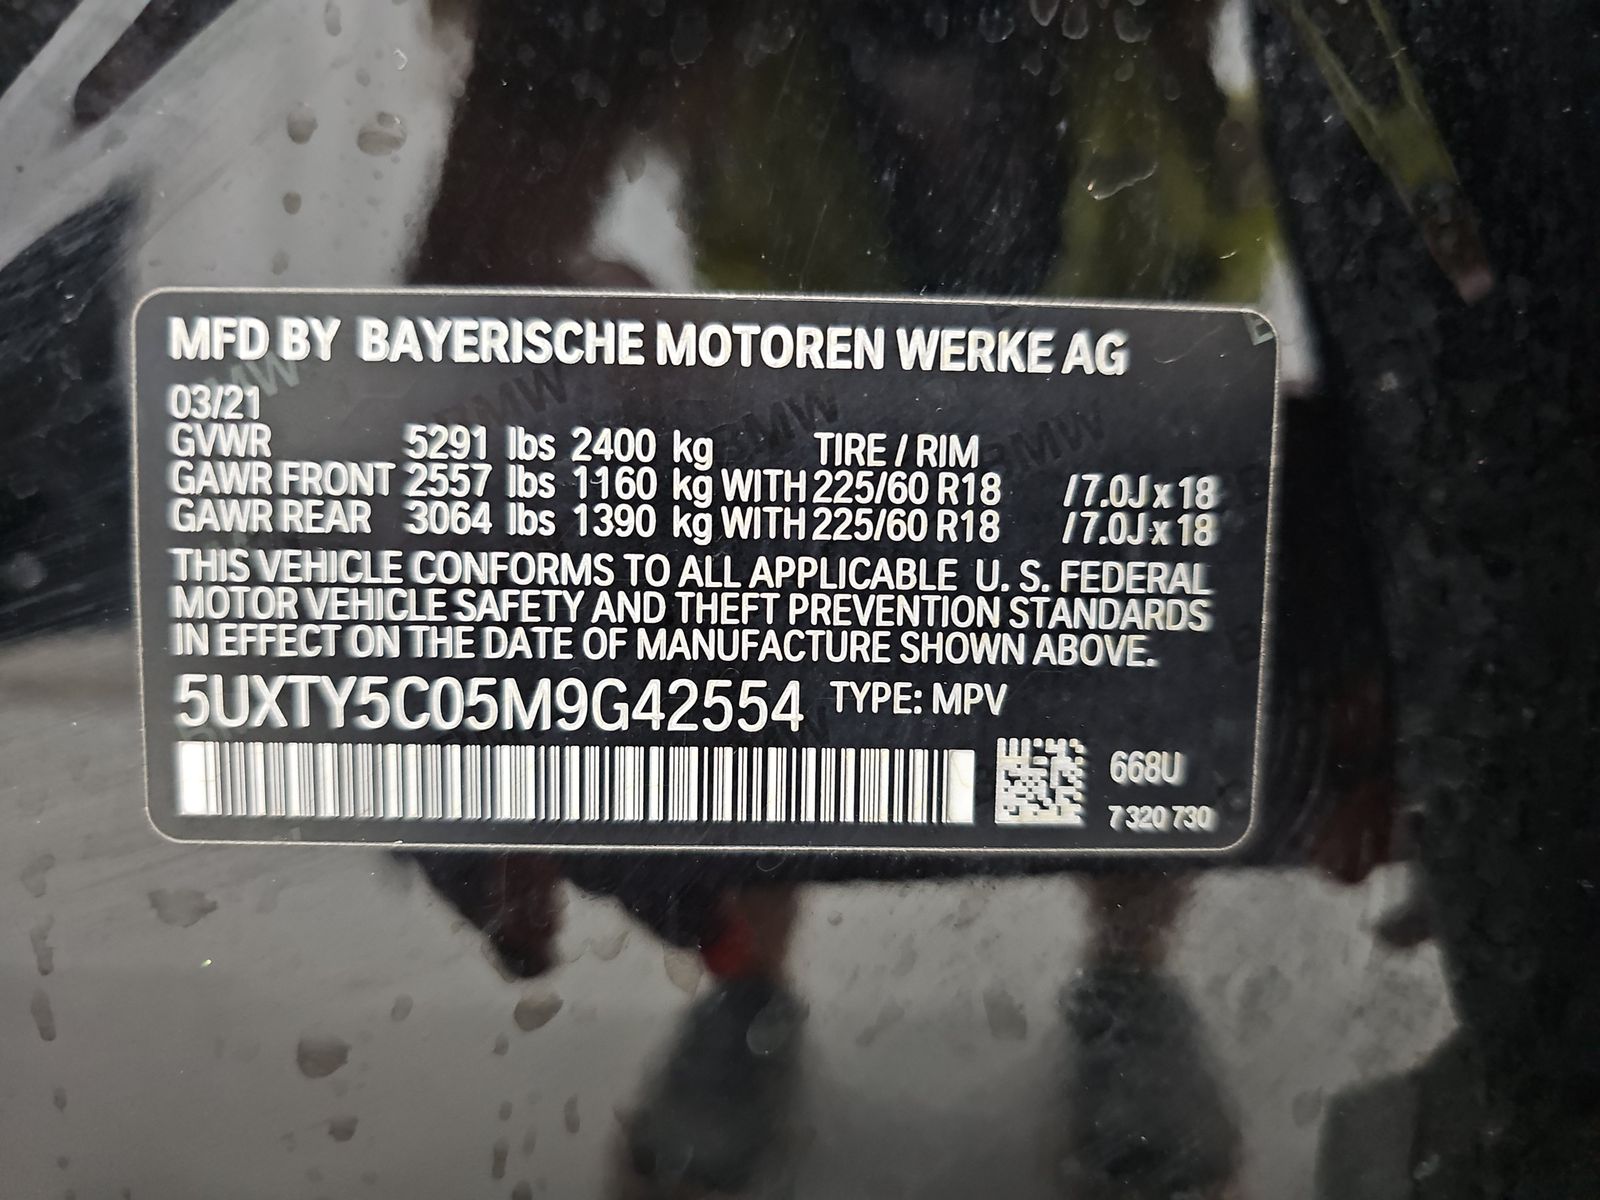 MFD BY BAYERISCHE MOTOREN WERKE AG
03/21
GVWR 5291 lbs 2400 kg TIRE / RIM
GAWR FRONT 2557 lbs 1160 kg WITH 225/60 R18 /7.0J x 18
GAWR REAR 3064 lbs 1390 kg WITH 225/60 R18 /7.0J x 18
THIS VEHICLE CONFORMS TO ALL APPLICABLE U. S. FEDERAL
MOTOR VEHICLE SAFETY AND THEFT PREVENTION STANDARDS
IN EFFECT ON THE DATE OF MANUFACTURE SHOWN ABOVE.
5UXTY5C05M9G42554 TYPE: MPV
668U
7 320 730